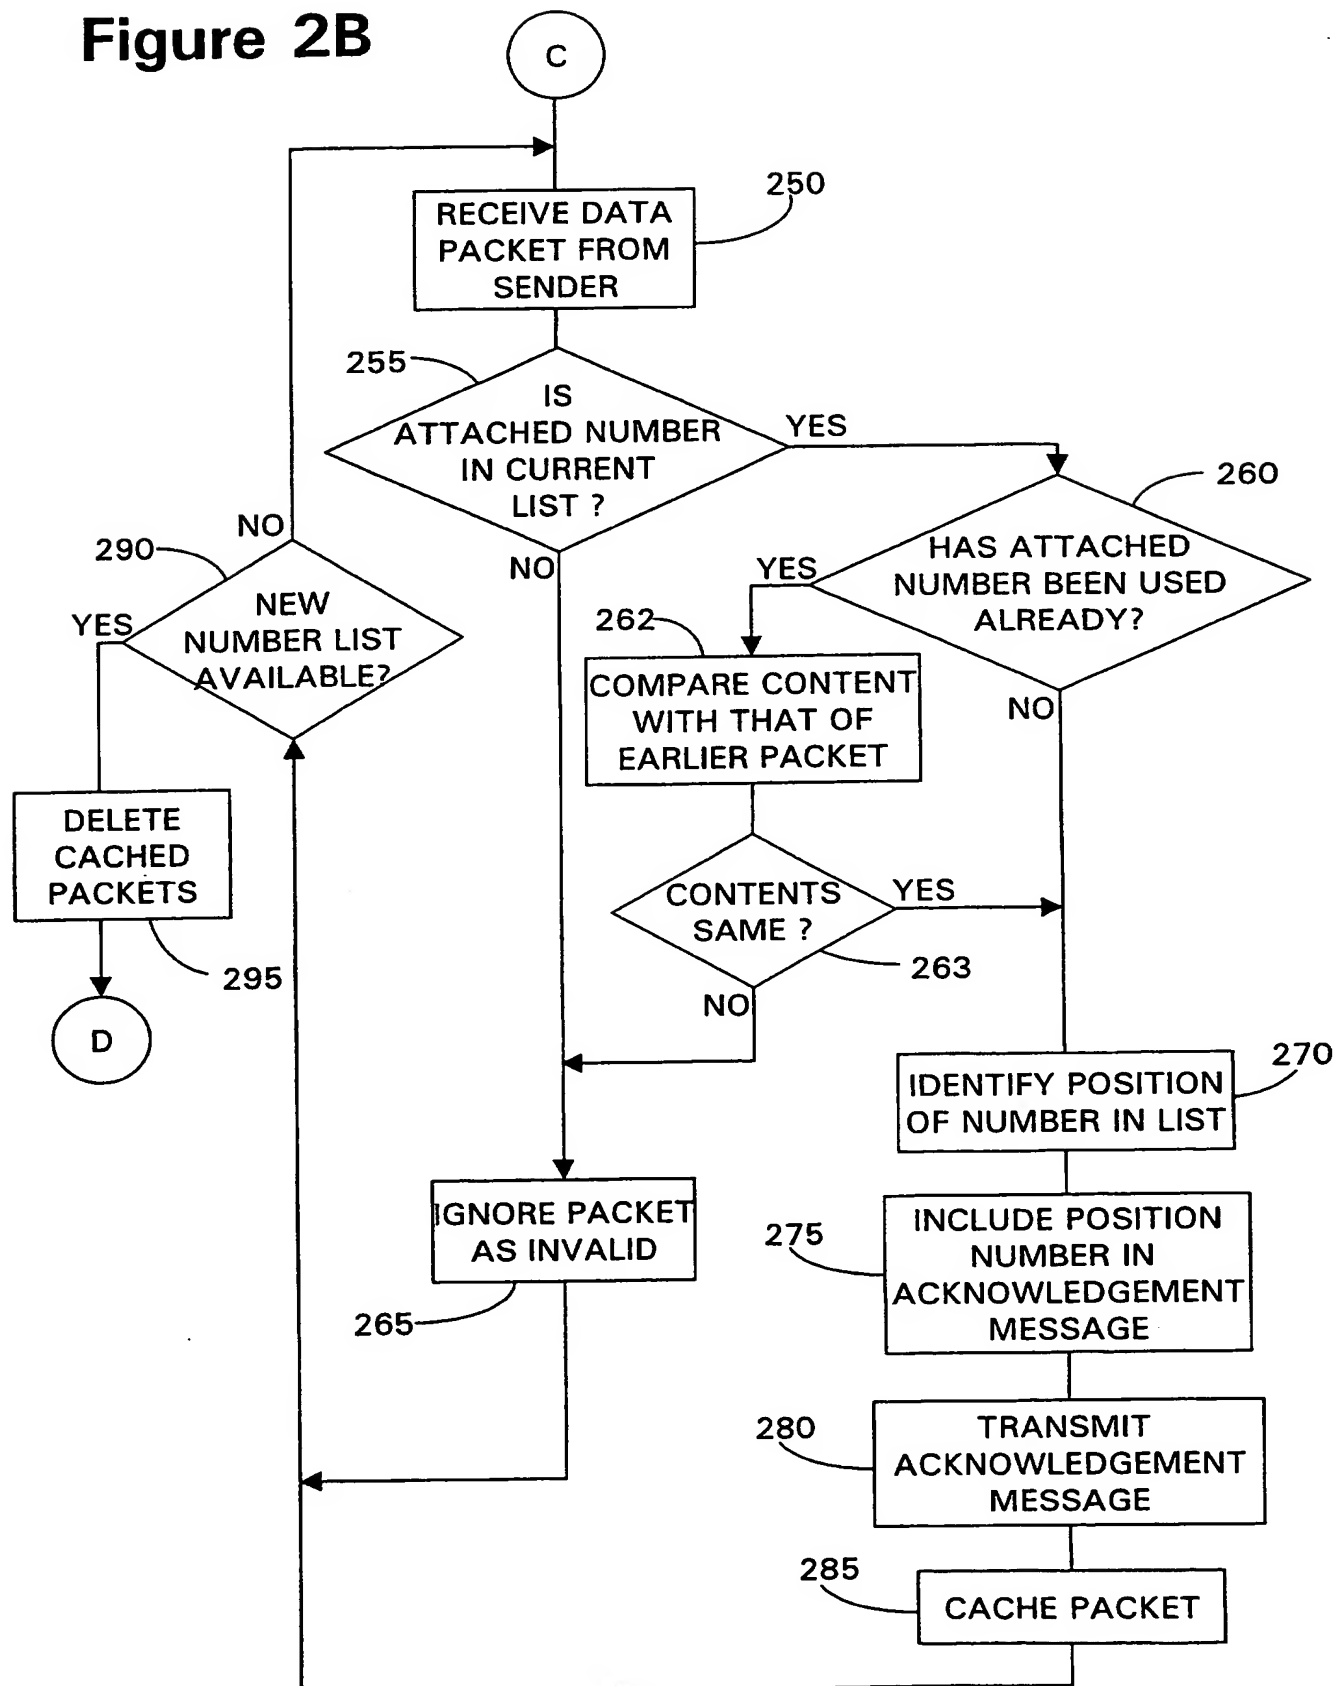 Figure 2B
C
RECEIVE DATA
PACKET FROM
SENDER
250
255
IS
ATTACHED NUMBER
IN CURRENT
LIST ?
YES
NO
260
HAS ATTACHED
NUMBER BEEN USED
ALREADY?
YES
NO
262
COMPARE CONTENT
WITH THAT OF
EARLIER PACKET
CONTENTS
SAME ?
YES
263
NO
290
NO
NEW
NUMBER LIST
AVAILABLE?
YES
DELETE
CACHED
PACKETS
295
D
IGNORE PACKET
AS INVALID
265
270
IDENTIFY POSITION
OF NUMBER IN LIST
275
INCLUDE POSITION
NUMBER IN
ACKNOWLEDGEMENT
MESSAGE
280
TRANSMIT
ACKNOWLEDGEMENT
MESSAGE
285
CACHE PACKET